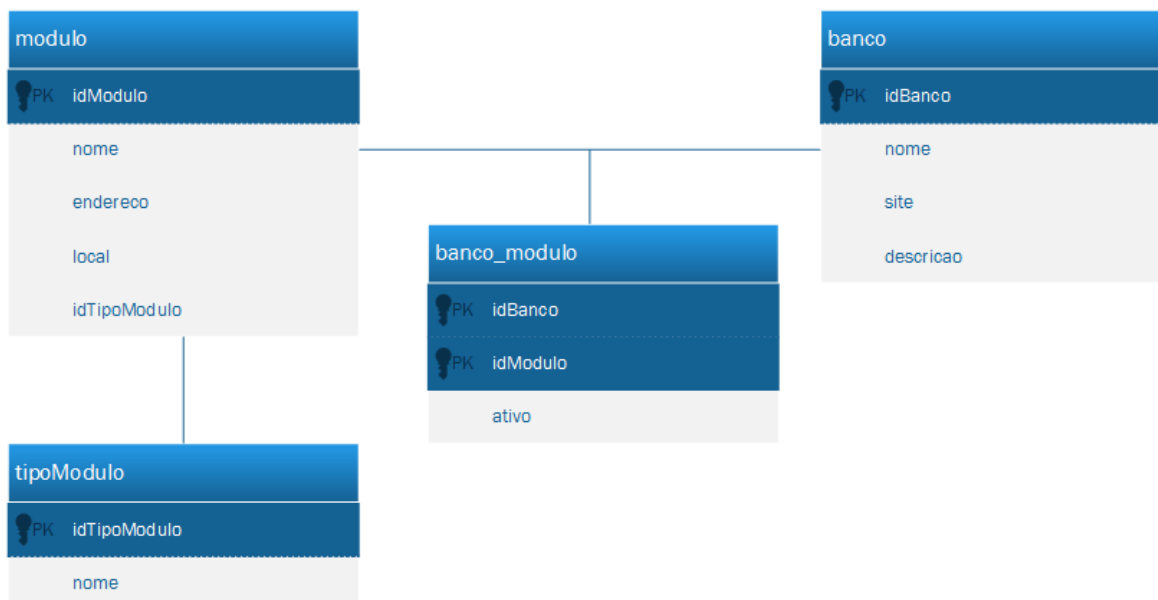 modulo
PK idModulo
nome
endereco
local
idTipoModulo
banco
PK idBanco
nome
site
descricao
banco_modulo
PK idBanco
PK idModulo
ativo
tipoModulo
PK idTipoModulo
nome